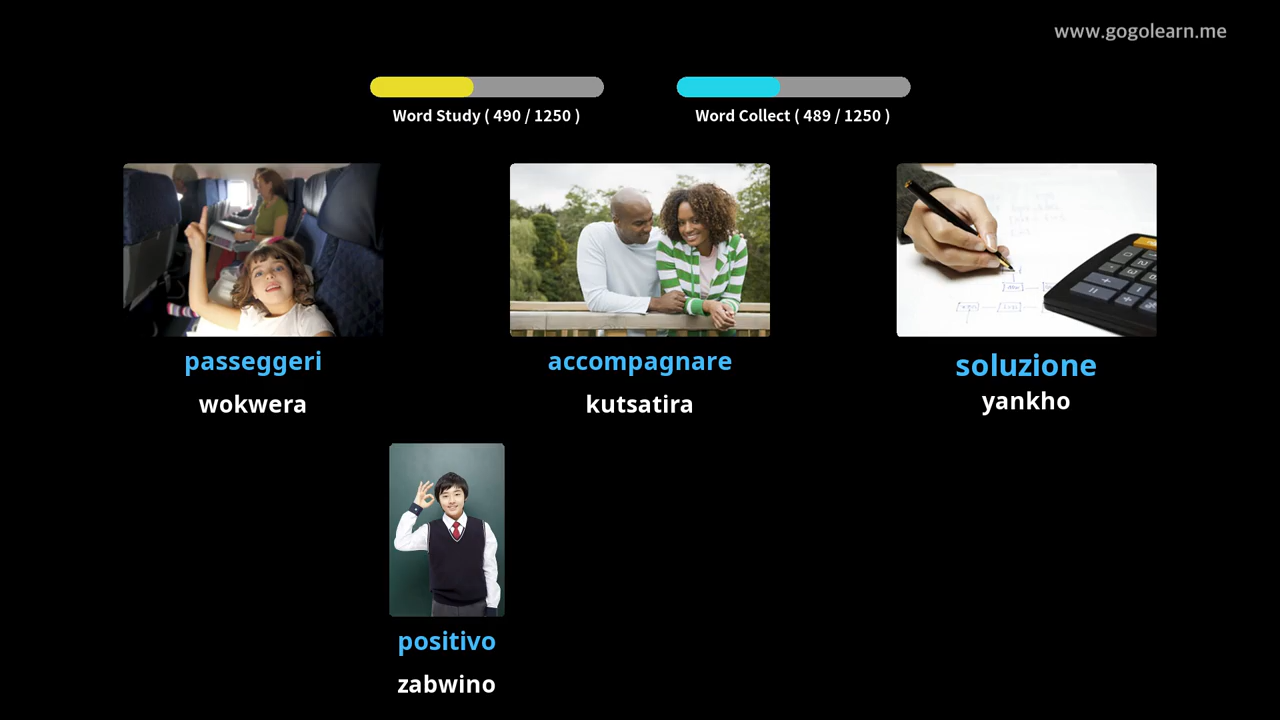 www.gogolearn.me
Word Study ( 490 / 1250 )
Word Collect ( 489 / 1250 )
passeggeri
wokwera
accompagnare
kutsatira
soluzione
yankho
positivo
zabwino